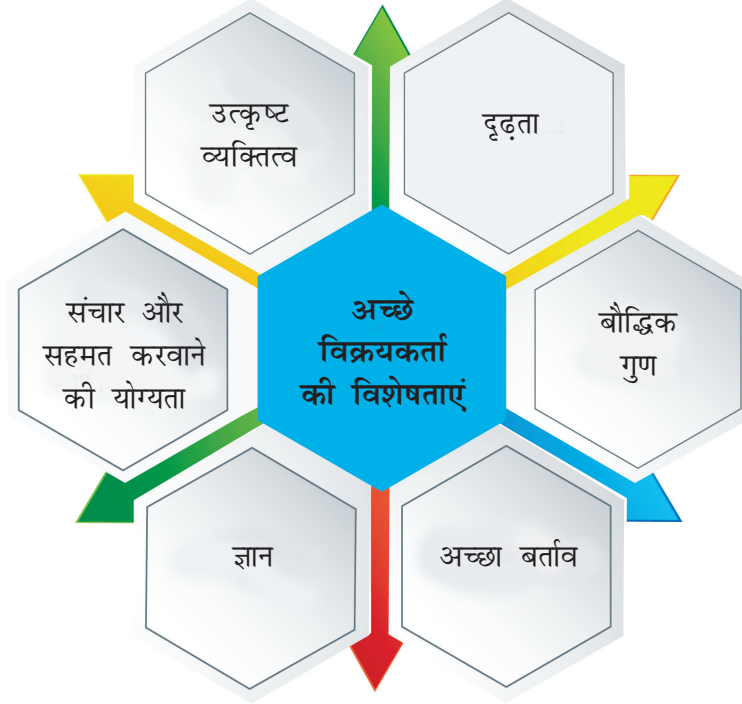 उत्कृष्ट
व्यक्तित्व
दृढ़ता
संचार और
सहमत करवाने
की योग्यता
अच्छे
विक्रयकर्ता
की विशेषताएं
बौद्धिक
गुण
ज्ञान
अच्छा बर्ताव